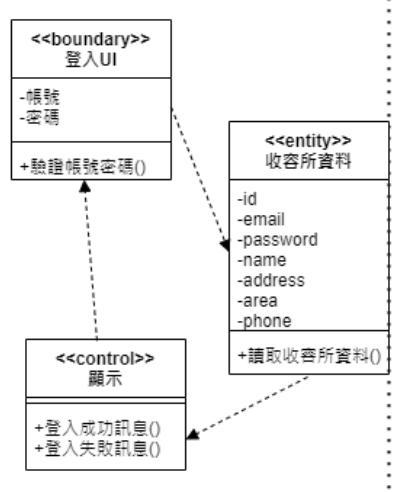 <<boundary>>
登入UI
-帳號
-密碼
+驗證帳號密碼()
<<entity>>
收容所資料
-id
-email
-password
-name
-address
-area
-phone
+讀取收容所資料()
<<control>>
顯示
+登入成功訊息()
+登入失敗訊息()